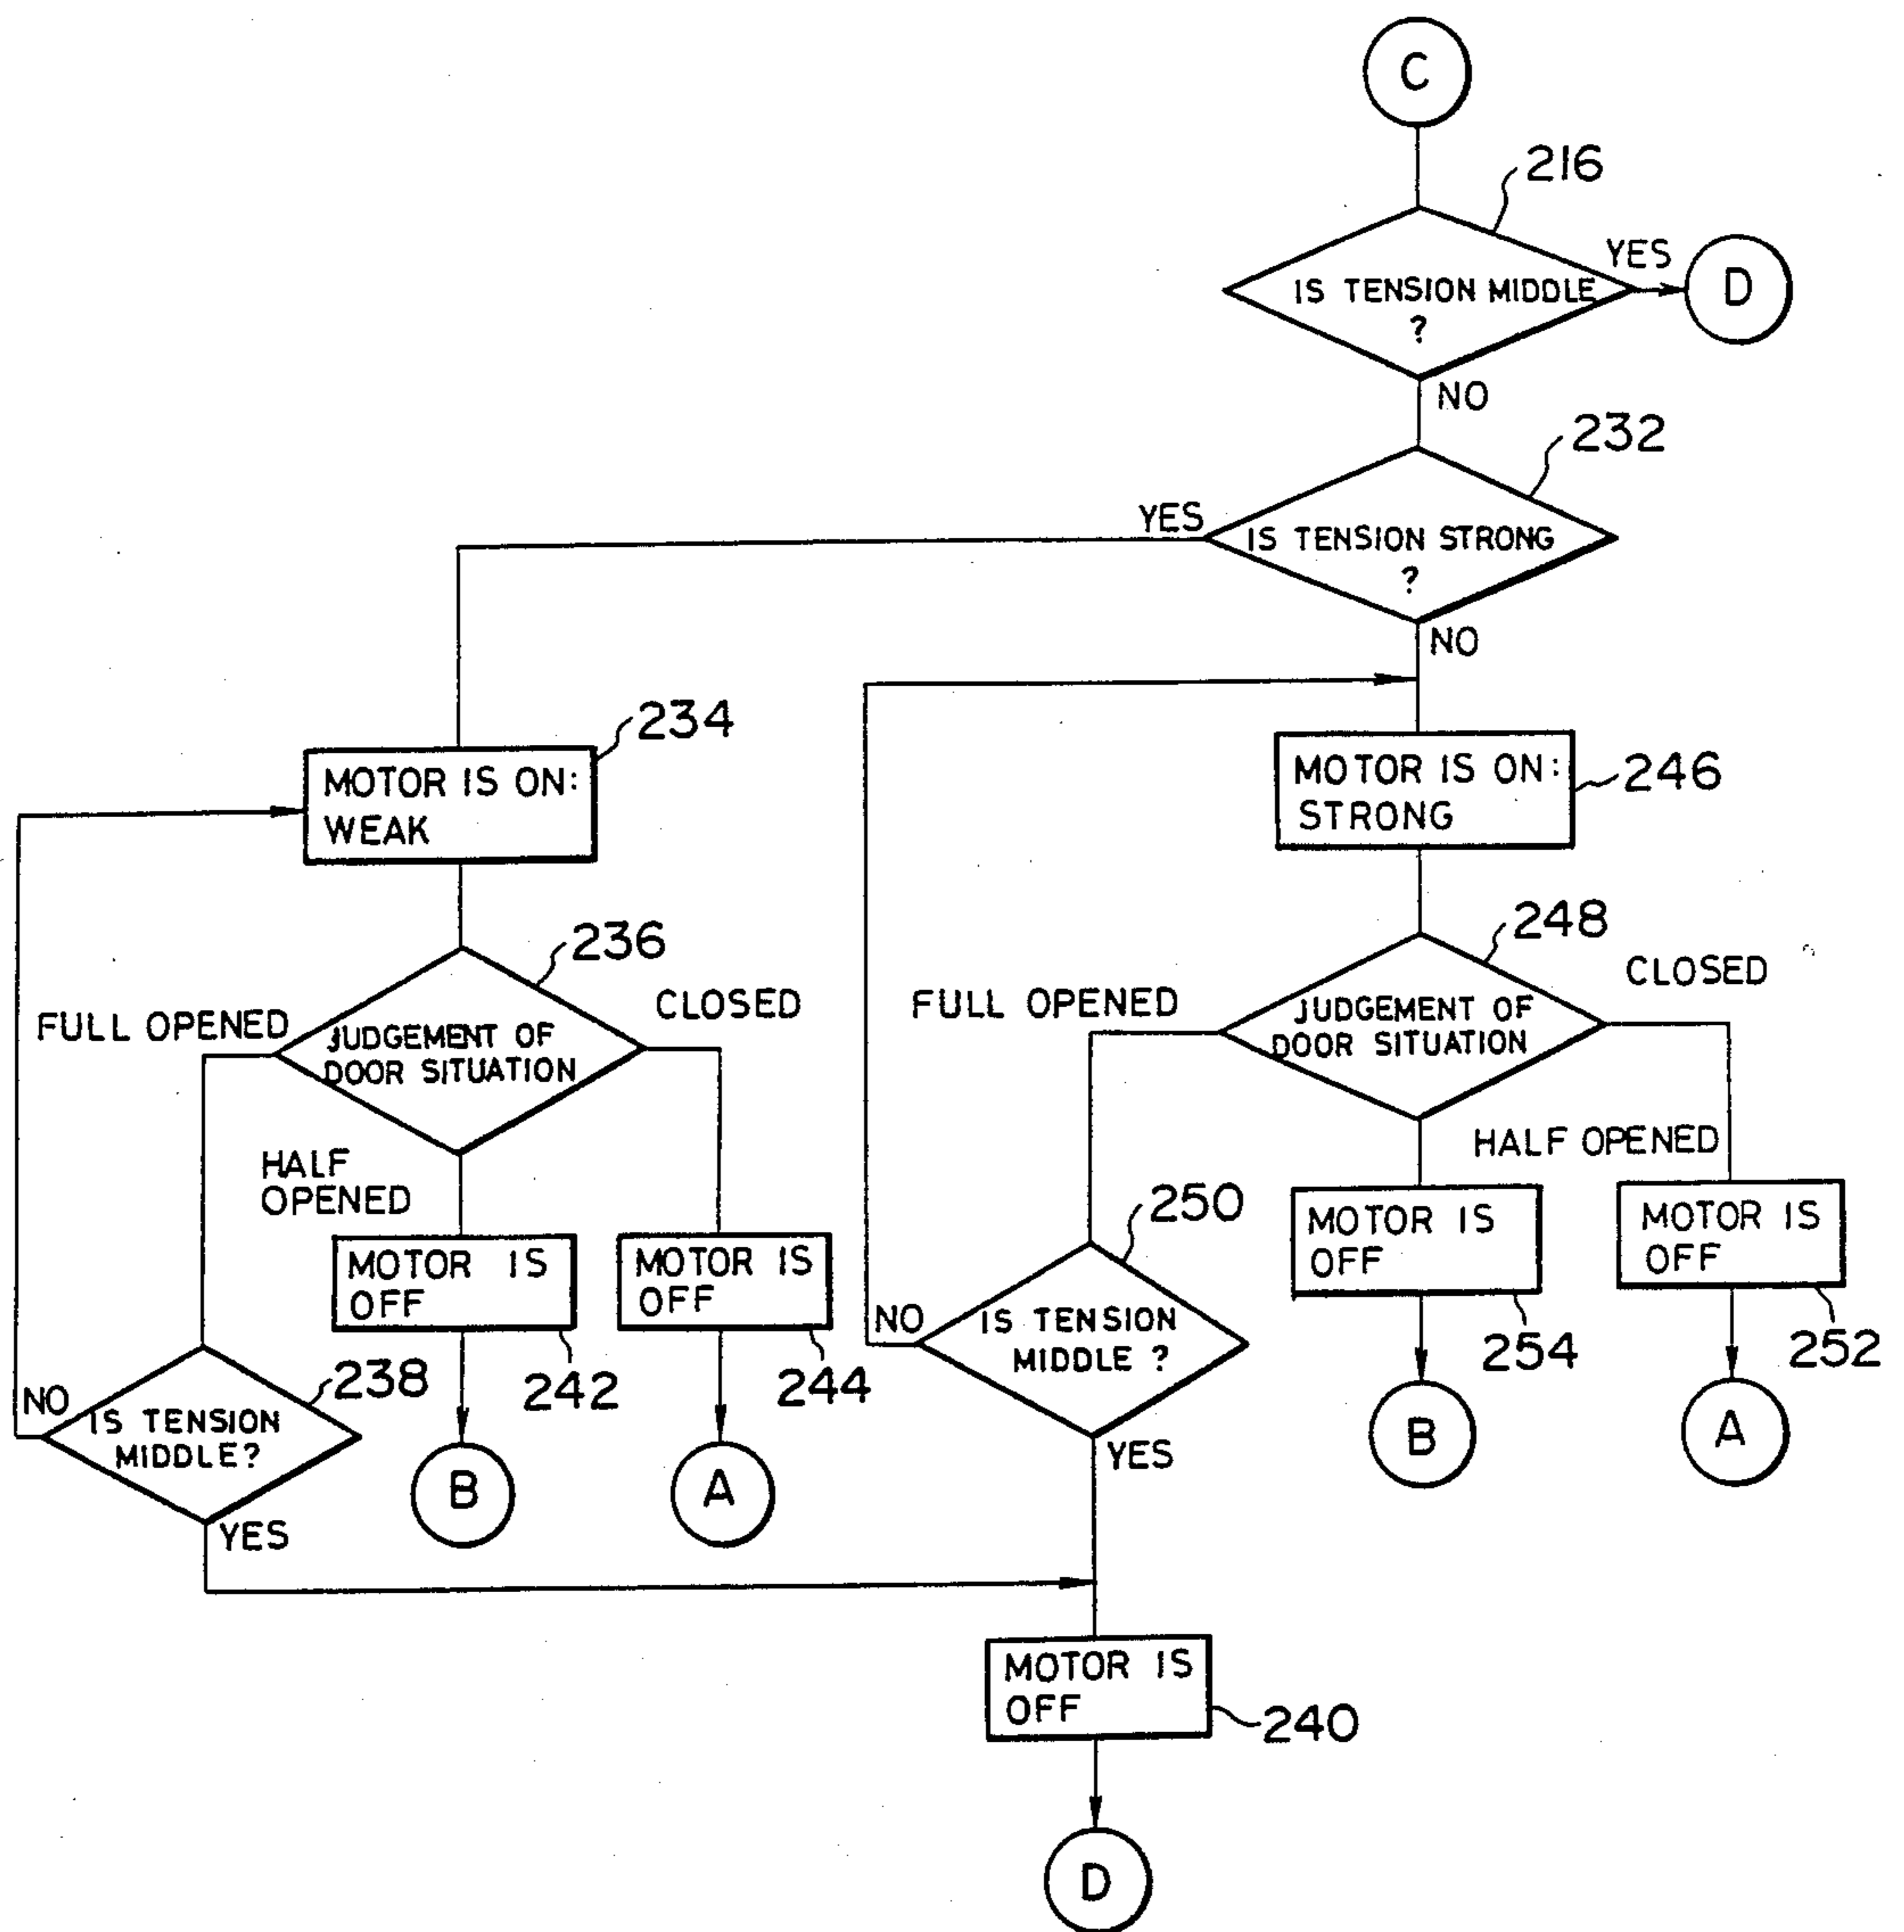 C
216
YES
IS TENSION MIDDLE
?
D
NO
232
YES
IS TENSION STRONG
?
NO
234
MOTOR IS ON:
WEAK
MOTOR IS ON:
STRONG
246
236
FULL OPENED
JUDGEMENT OF
DOOR SITUATION
CLOSED
HALF
OPENED
248
FULL OPENED
JUDGEMENT OF
DOOR SITUATION
CLOSED
HALF OPENED
MOTOR IS
OFF
242
MOTOR IS
OFF
244
250
NO
IS TENSION
MIDDLE ?
YES
MOTOR IS
OFF
254
MOTOR IS
OFF
252
238
NO
IS TENSION
MIDDLE?
YES
B
A
B
A
MOTOR IS
OFF
240
D